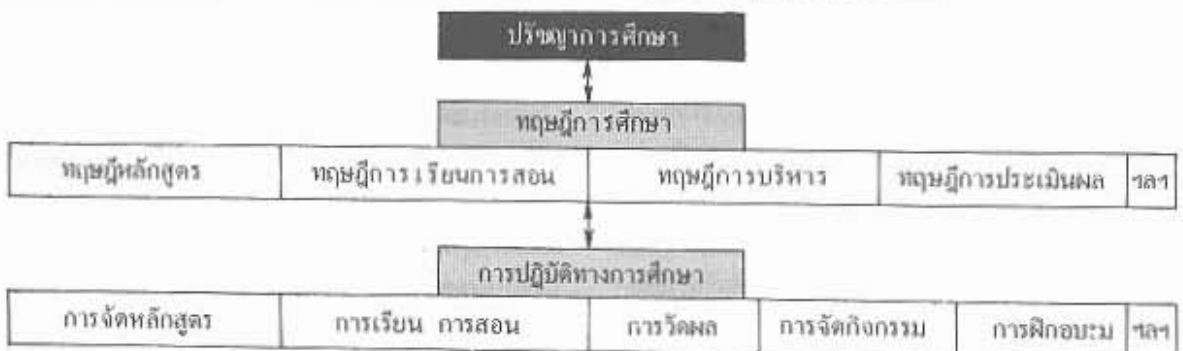 ปรัชญาการศึกษา
ทฤษฎีการศึกษา
ทฤษฎีหลักสูตร ทฤษฎีการเรียนการสอน ทฤษฎีการบริหาร ทฤษฎีการประเมินผล ฯลฯ
การปฏิบัติทางการศึกษา
การจัดหลักสูตร การเรียน การสอน การวัดผล การจัดกิจกรรม การฝึกอบะม ฯลฯ